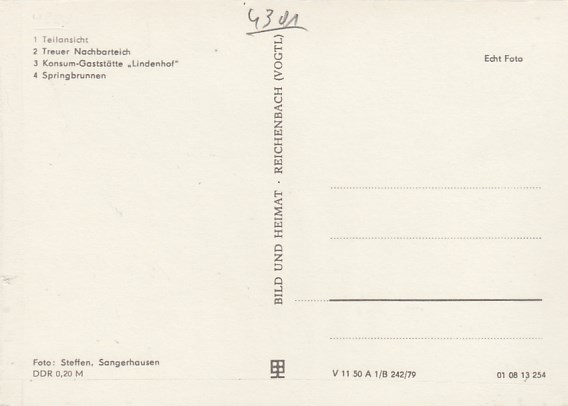 4301
1 Teilansicht
2 Treuer Nachbarteich
3 Konsum-Gaststätte „Lindenhof"
4 Springbrunnen
Echt Foto
BILD UND HEIMAT · REICHENBACH (VOGTL)
Foto: Steffen, Sangerhausen
DDR 0,20 M
V 11 50 A 1/B 242/79
01 08 13 254